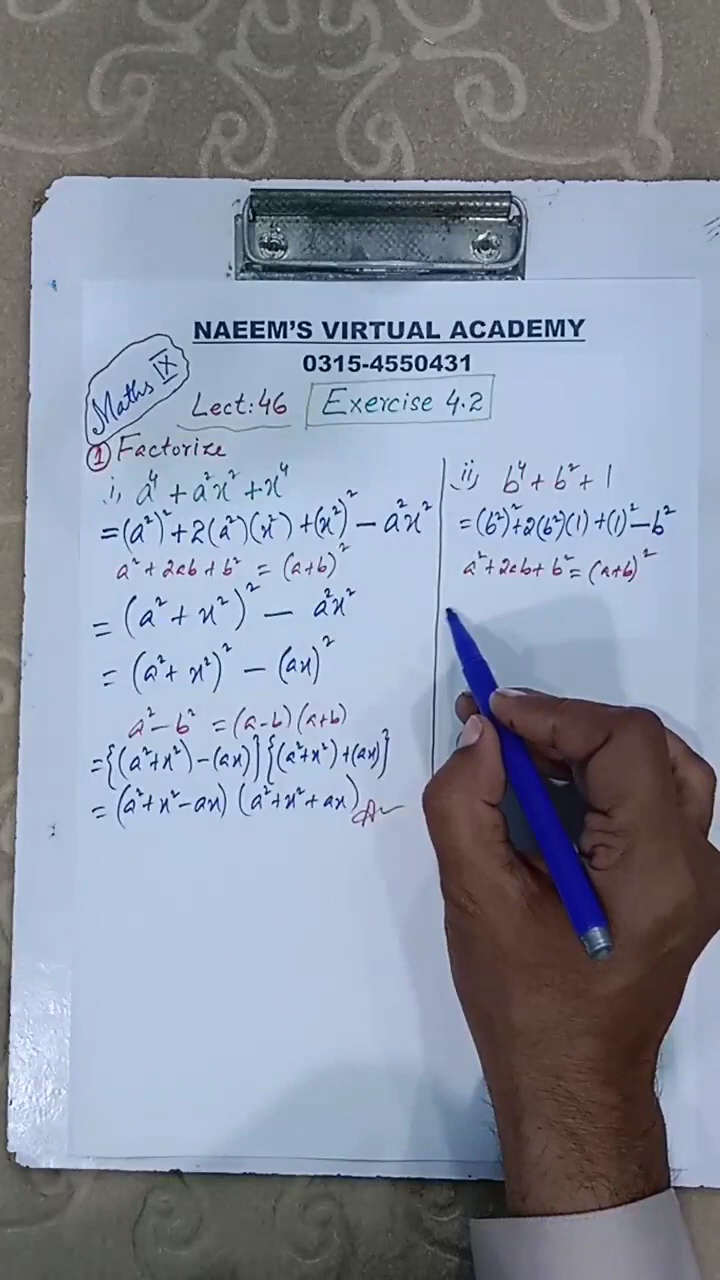 NAEEM'S VIRTUAL ACADEMY
0315-4550431
Maths IX
Lect:46 Exercise 4.2
① Factorize
i) a⁴ + a²x² + x⁴
= (a²)² + 2(a²)(x²) + (x²)² - a²x²
a² + 2ab + b² = (a+b)²
= (a² + x²)² - a²x²
= (a² + x²)² - (ax)²
a² - b² = (a-b)(a+b)
= {(a²+x²) - (ax)} {(a²+x²) + (ax)}
= (a²+x²-ax) (a²+x²+ax)
ii) b⁴ + b² + 1
= (b²)² + 2(b²)(1) + (1)² - b²
a² + 2ab + b² = (a+b)²